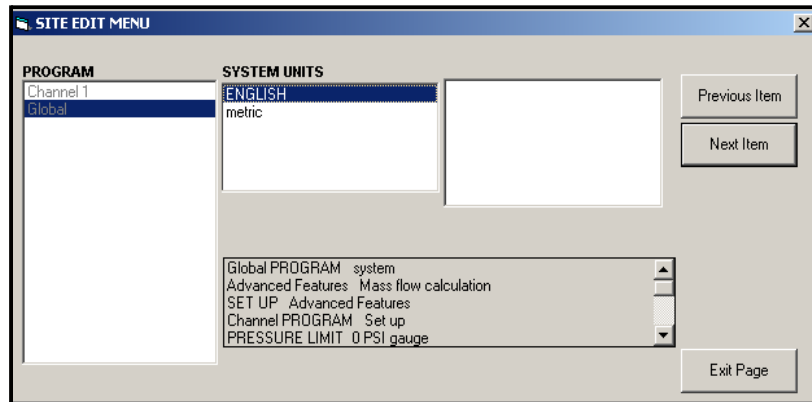 SITE EDIT MENU
PROGRAM
Channel 1
Global
SYSTEM UNITS
ENGLISH
metric
Previous Item
Next Item
Global PROGRAM system
Advanced Features Mass flow calculation
SET UP Advanced Features
Channel PROGRAM Set up
PRESSURE LIMIT 0 PSI gauge
Exit Page